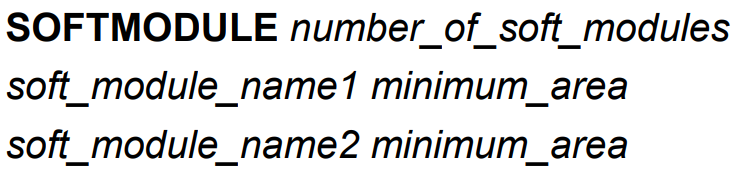 SOFTMODULE number_of_soft_modules
soft_module_name1 minimum_area
soft_module_name2 minimum_area